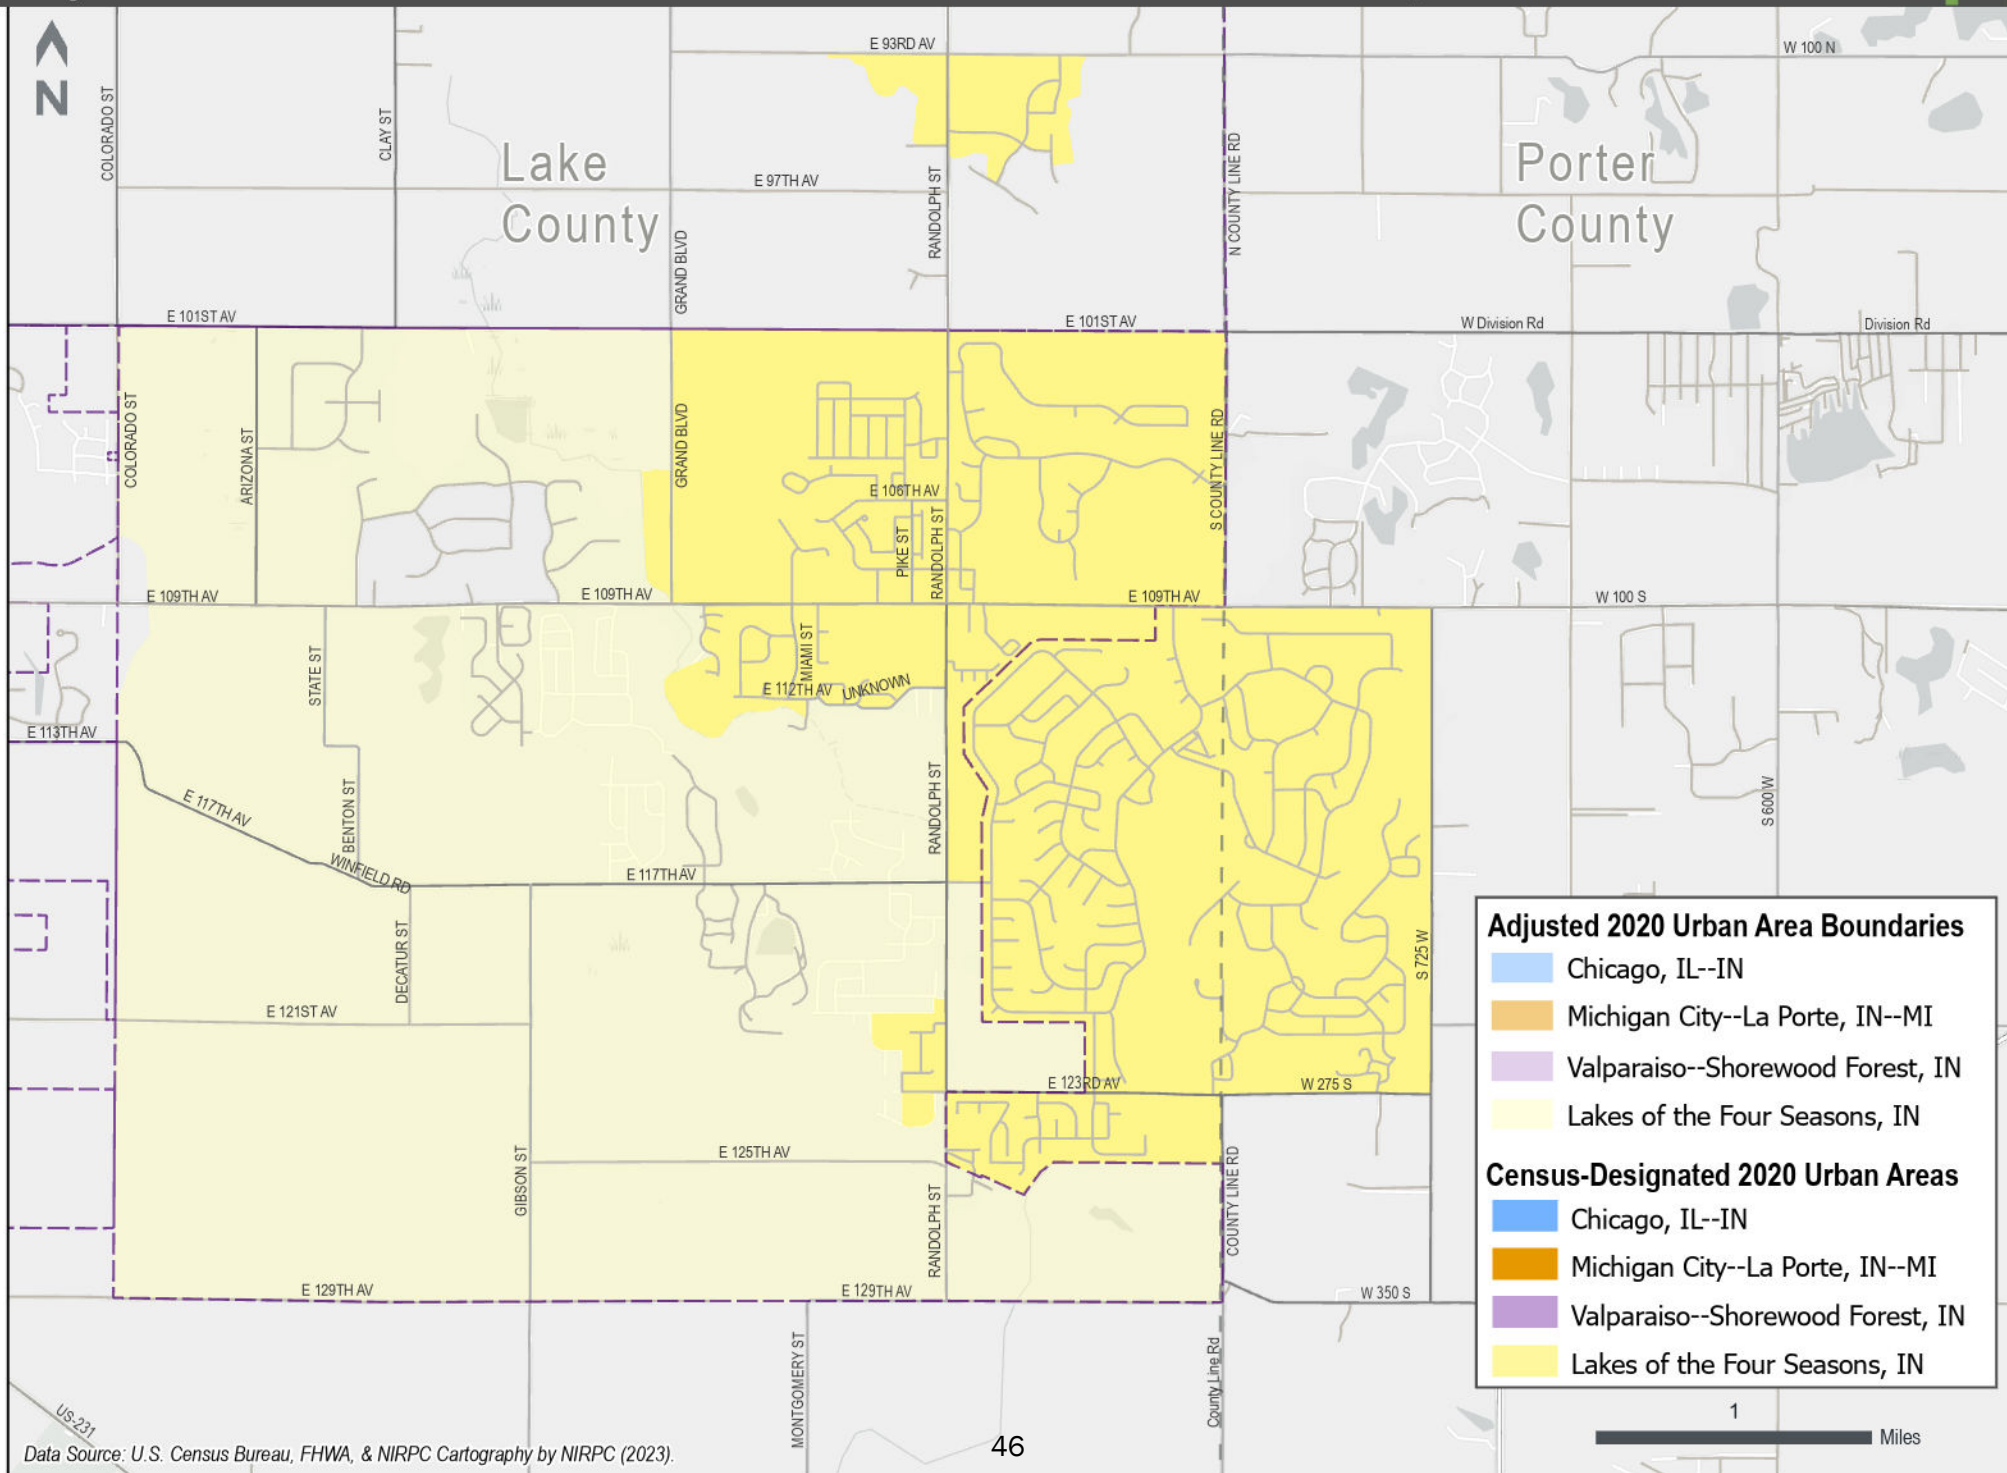 E 93RD AV
W 100 N
N
COLORADO ST
CLAY ST
Lake
County
E 97TH AV
RANDOLPH ST
N COUNTY LINE RD
Porter
County
GRAND BLVD
E 101ST AV
E 101ST AV
W Division Rd
Division Rd
COLORADO ST
ARIZONA ST
GRAND BLVD
E 106TH AV
PIKE ST
RANDOLPH ST
S COUNTY LINE RD
E 109TH AV
E 109TH AV
E 109TH AV
W 100 S
STATE ST
MIAMI ST
E 112TH AV
UNKNOWN
E 113TH AV
E 117TH AV
BENTON ST
WINFIELD RD
E 117TH AV
RANDOLPH ST
S 600 W
DECATUR ST
S 725 W
E 121ST AV
E 123RD AV
W 275 S
GIBSON ST
E 125TH AV
RANDOLPH ST
COUNTY LINE RD
E 129TH AV
E 129TH AV
W 350 S
MONTGOMERY ST
County Line Rd
US-231
Adjusted 2020 Urban Area Boundaries
Chicago, IL--IN
Michigan City--La Porte, IN--MI
Valparaiso--Shorewood Forest, IN
Lakes of the Four Seasons, IN
Census-Designated 2020 Urban Areas
Chicago, IL--IN
Michigan City--La Porte, IN--MI
Valparaiso--Shorewood Forest, IN
Lakes of the Four Seasons, IN
1
Miles
Data Source: U.S. Census Bureau, FHWA, & NIRPC Cartography by NIRPC (2023).
46